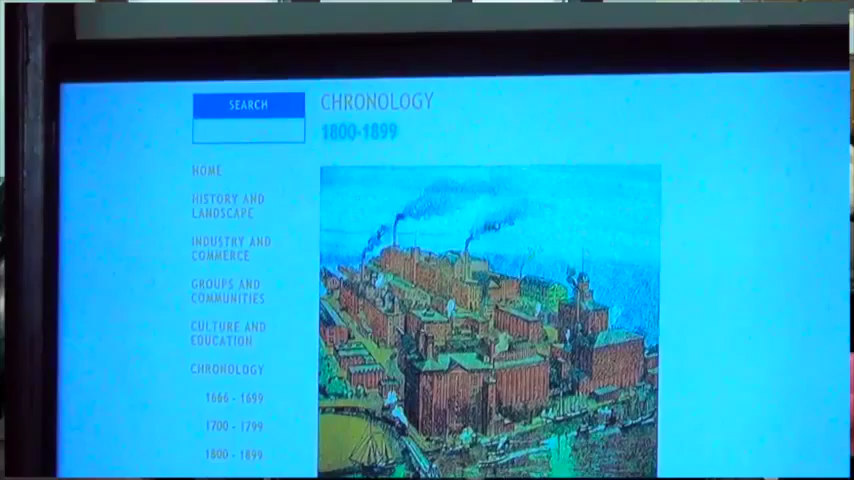 SEARCH
CHRONOLOGY
1800-1899
HOME
HISTORY AND
LANDSCAPE
INDUSTRY AND
COMMERCE
GROUPS AND
COMMUNITIES
CULTURE AND
EDUCATION
CHRONOLOGY
1666 - 1699
1700 - 1799
1800 - 1899